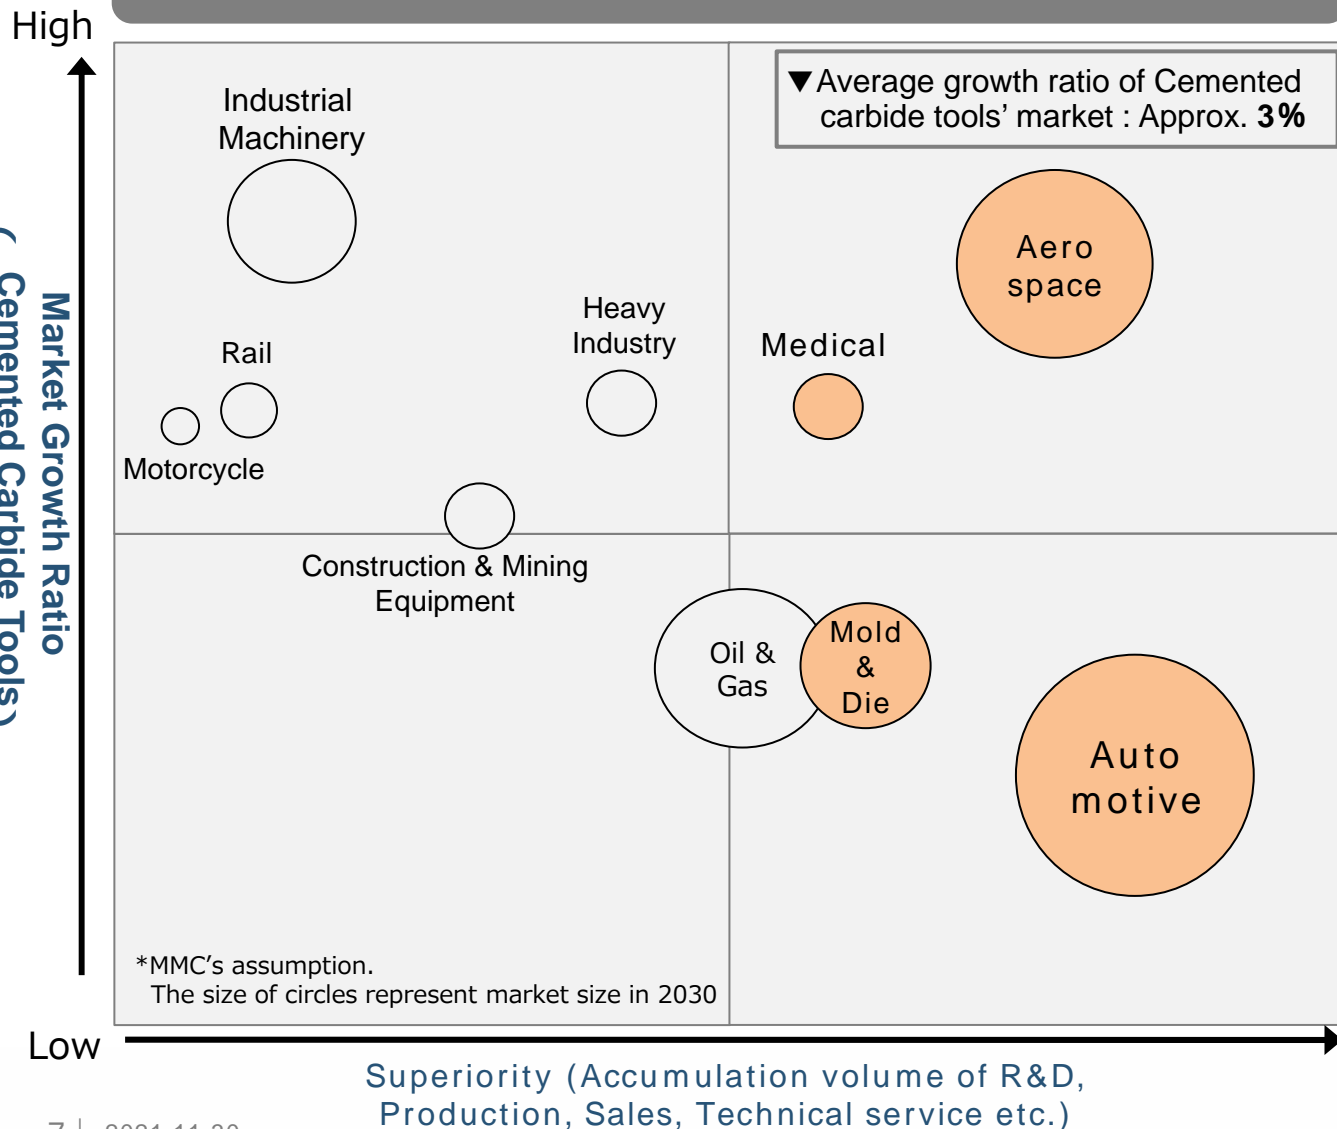 High
▼Average growth ratio of Cemented
carbide tools' market : Approx. 3%
Industrial
Machinery
Aero
space
Heavy
Industry
Medical
Rail
Motorcycle
Construction & Mining
Equipment
Oil &
Gas
Mold
&
Die
Auto
motive
Market Growth Ratio
( Cemented Carbide Tools)
*MMC's assumption.
The size of circles represent market size in 2030
Low
Superiority (Accumulation volume of R&D,
Production, Sales, Technical service etc.)